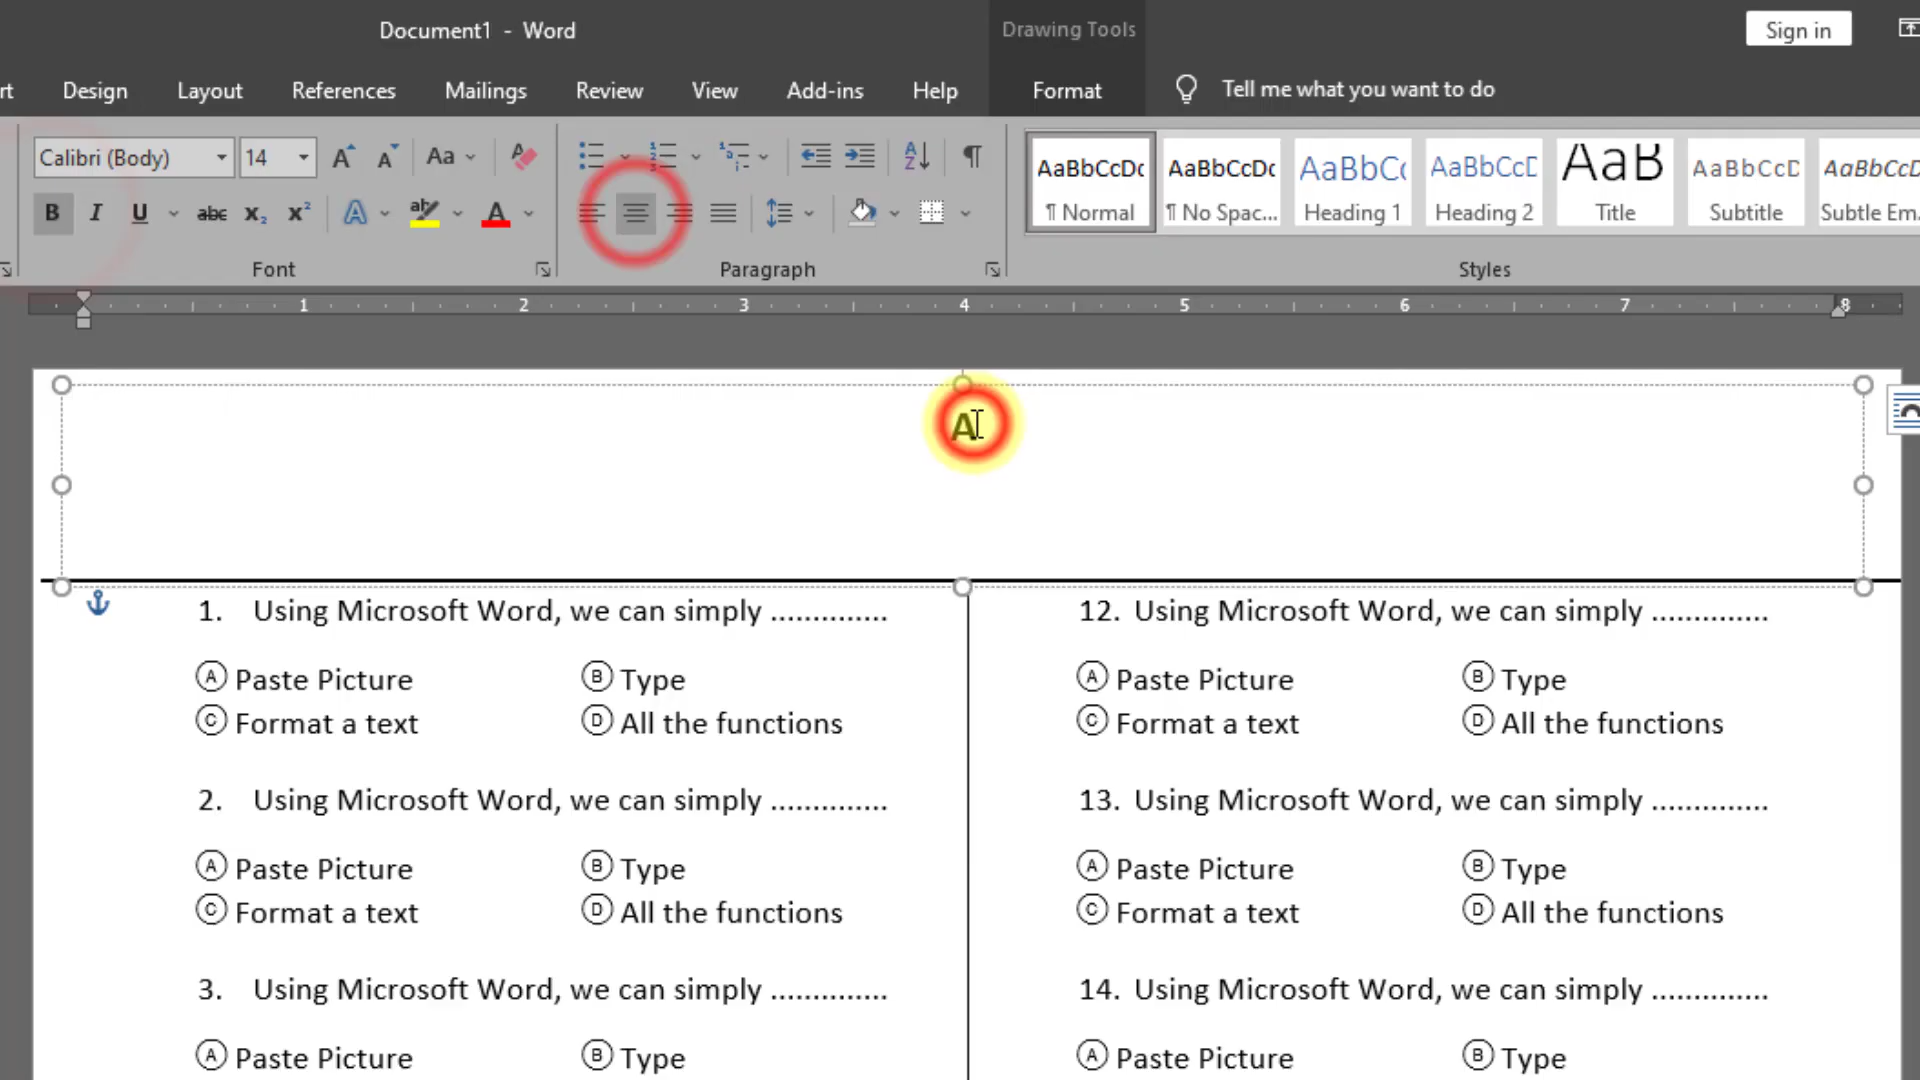 Document1 - Word
Drawing Tools
Sign in
rt Design Layout References Mailings Review View Add-ins Help Format Tell me what you want to do
Calibri (Body) 14 Aa
AaBbCcDc AaBbCcDc AaBbCc AaBbCcD AaB AaBbCcD AaBbCcD
B I U abc x₂ x² A ab A
¶ Normal ¶ No Spac... Heading 1 Heading 2 Title Subtitle Subtle Em...
Font Paragraph Styles
1 2 3 4 5 6 7 8
A
1. Using Microsoft Word, we can simply ..............
Ⓐ Paste Picture Ⓑ Type
Ⓒ Format a text Ⓓ All the functions
2. Using Microsoft Word, we can simply ..............
Ⓐ Paste Picture Ⓑ Type
Ⓒ Format a text Ⓓ All the functions
3. Using Microsoft Word, we can simply ..............
Ⓐ Paste Picture Ⓑ Type
12. Using Microsoft Word, we can simply ..............
Ⓐ Paste Picture Ⓑ Type
Ⓒ Format a text Ⓓ All the functions
13. Using Microsoft Word, we can simply ..............
Ⓐ Paste Picture Ⓑ Type
Ⓒ Format a text Ⓓ All the functions
14. Using Microsoft Word, we can simply ..............
Ⓐ Paste Picture Ⓑ Type